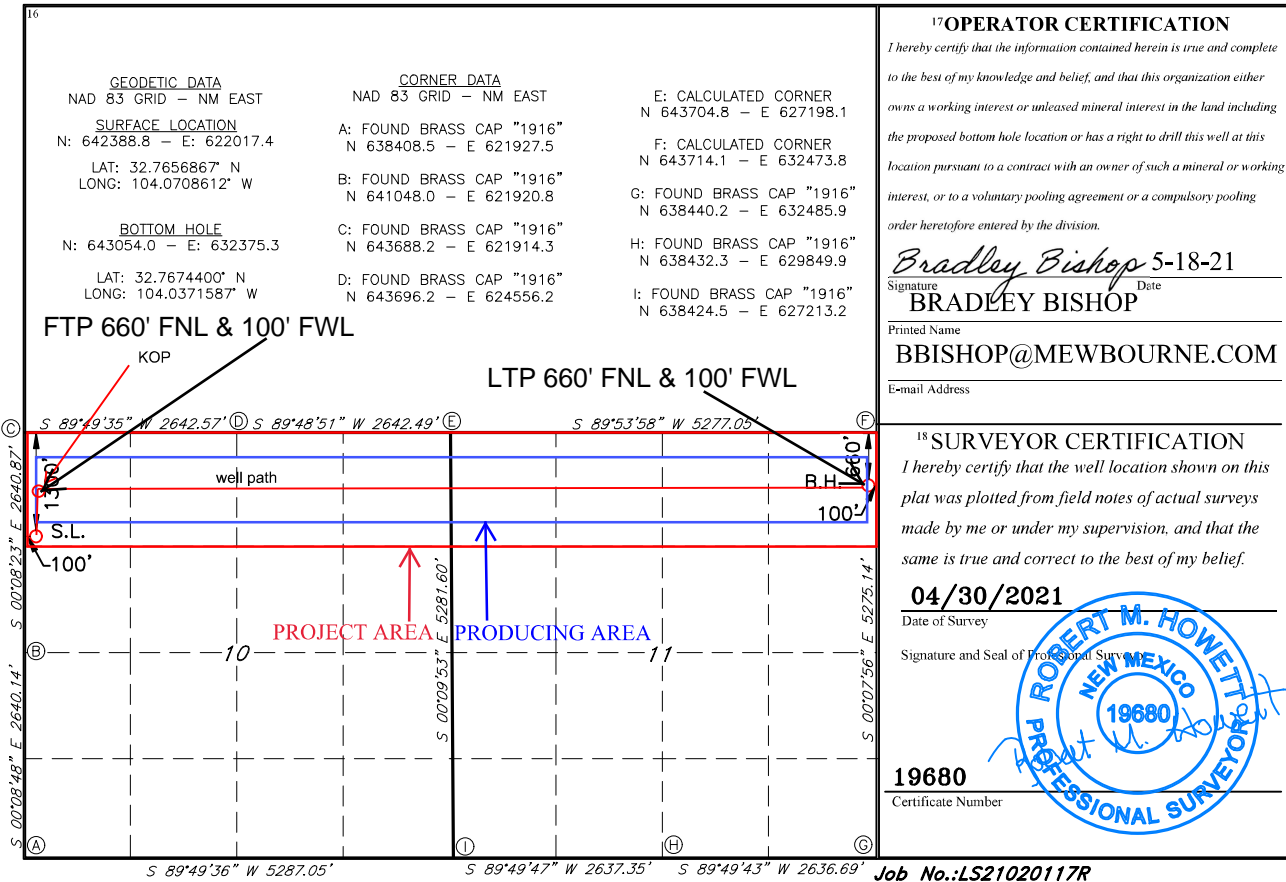 16
GEODETIC DATA
NAD 83 GRID – NM EAST
SURFACE LOCATION
N: 642388.8 – E: 622017.4
LAT: 32.7656867° N
LONG: 104.0708612° W
BOTTOM HOLE
N: 643054.0 – E: 632375.3
LAT: 32.7674400° N
LONG: 104.0371587° W
CORNER DATA
NAD 83 GRID – NM EAST
A: FOUND BRASS CAP "1916"
N 638408.5 – E 621927.5
B: FOUND BRASS CAP "1916"
N 641048.0 – E 621920.8
C: FOUND BRASS CAP "1916"
N 643688.2 – E 621914.3
D: FOUND BRASS CAP "1916"
N 643696.2 – E 624556.2
E: CALCULATED CORNER
N 643704.8 – E 627198.1
F: CALCULATED CORNER
N 643714.1 – E 632473.8
G: FOUND BRASS CAP "1916"
N 638440.2 – E 632485.9
H: FOUND BRASS CAP "1916"
N 638432.3 – E 629849.9
I: FOUND BRASS CAP "1916"
N 638424.5 – E 627213.2
FTP 660' FNL & 100' FWL
KOP
LTP 660' FNL & 100' FWL
C
S 89°49'35" W 2642.57'
D
S 89°48'51" W 2642.49'
E
S 89°53'58" W 5277.05'
F
S 00°08'23" E 2640.87'
well path
B.H.
660'
100'
S.L.
100'
S 00°09'53" E 5281.60'
S 00°07'56" E 5275.14'
PROJECT AREA
PRODUCING AREA
B
10
11
S 00°08'48" E 2640.14'
A
I
H
G
S 89°49'36" W 5287.05'
S 89°49'47" W 2637.35'
S 89°49'43" W 2636.69'
Job No.:LS21020117R
17 OPERATOR CERTIFICATION
I hereby certify that the information contained herein is true and complete
to the best of my knowledge and belief, and that this organization either
owns a working interest or unleased mineral interest in the land including
the proposed bottom hole location or has a right to drill this well at this
location pursuant to a contract with an owner of such a mineral or working
interest, or to a voluntary pooling agreement or a compulsory pooling
order heretofore entered by the division.
Bradley Bishop 5-18-21
Signature Date
BRADLEY BISHOP
Printed Name
BBISHOP@MEWBOURNE.COM
E-mail Address
18 SURVEYOR CERTIFICATION
I hereby certify that the well location shown on this
plat was plotted from field notes of actual surveys
made by me or under my supervision, and that the
same is true and correct to the best of my belief.
04/30/2021
Date of Survey
Signature and Seal of Professional Surveyor
ROBERT M. HOWETT
NEW MEXICO
19680
PROFESSIONAL SURVEYOR
Robert M. Howett
19680
Certificate Number